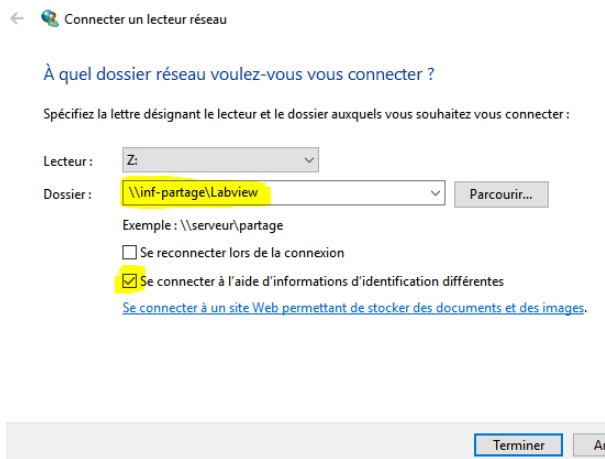 Connecter un lecteur réseau
À quel dossier réseau voulez-vous vous connecter ?
Spécifiez la lettre désignant le lecteur et le dossier auxquels vous souhaitez vous connecter :
Lecteur : Z:
Dossier : \\inf-partage\Labview Parcourir...
Exemple : \\serveur\partage
Se reconnecter lors de la connexion
Se connecter à l'aide d'informations d'identification différentes
Se connecter à un site Web permettant de stocker des documents et des images.
Terminer